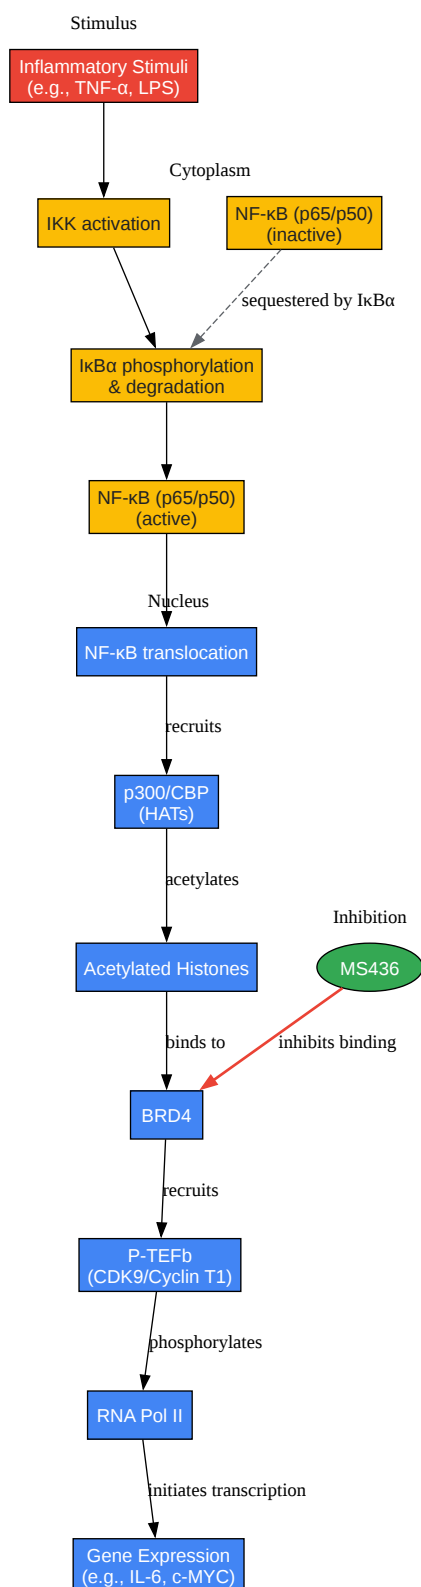 Stimulus
Inflammatory Stimuli
(e.g., TNF-α, LPS)
Cytoplasm
IKK activation
NF-κB (p65/p50)
(inactive)
sequestered by IκBα
IκBα phosphorylation
& degradation
NF-κB (p65/p50)
(active)
Nucleus
NF-κB translocation
recruits
p300/CBP
(HATs)
acetylates
Inhibition
Acetylated Histones
MS436
binds to
inhibits binding
BRD4
recruits
P-TEFb
(CDK9/Cyclin T1)
phosphorylates
RNA Pol II
initiates transcription
Gene Expression
(e.g., IL-6, c-MYC)